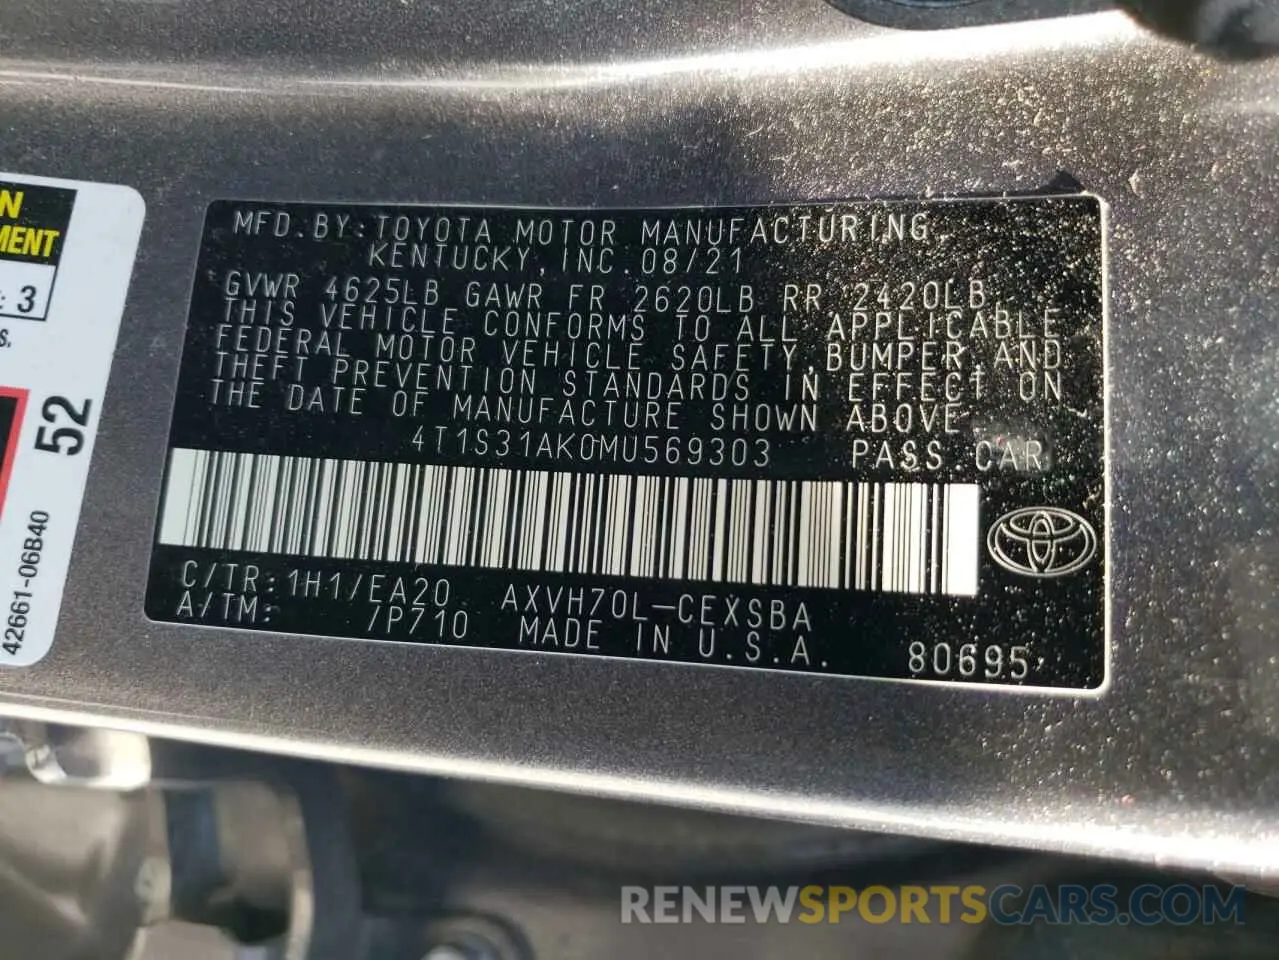 N
MENT
: 3
s.
52
42661-06B40
MFD.BY:TOYOTA MOTOR MANUFACTURING
KENTUCKY,INC.08/21
GVWR 4625LB GAWR FR 2620LB RR 2420LB
THIS VEHICLE CONFORMS TO ALL APPLICABLE
FEDERAL MOTOR VEHICLE SAFETY,BUMPER,AND
THEFT PREVENTION STANDARDS IN EFFECT ON
THE DATE OF MANUFACTURE SHOWN ABOVE.
4T1S31AK0MU569303 PASS.CAR
C/TR:1H1/EA20 AXVH70L-CEXSBA
A/TM: /P710 MADE IN U.S.A. 80695
RENEWSPORTSCARS.COM